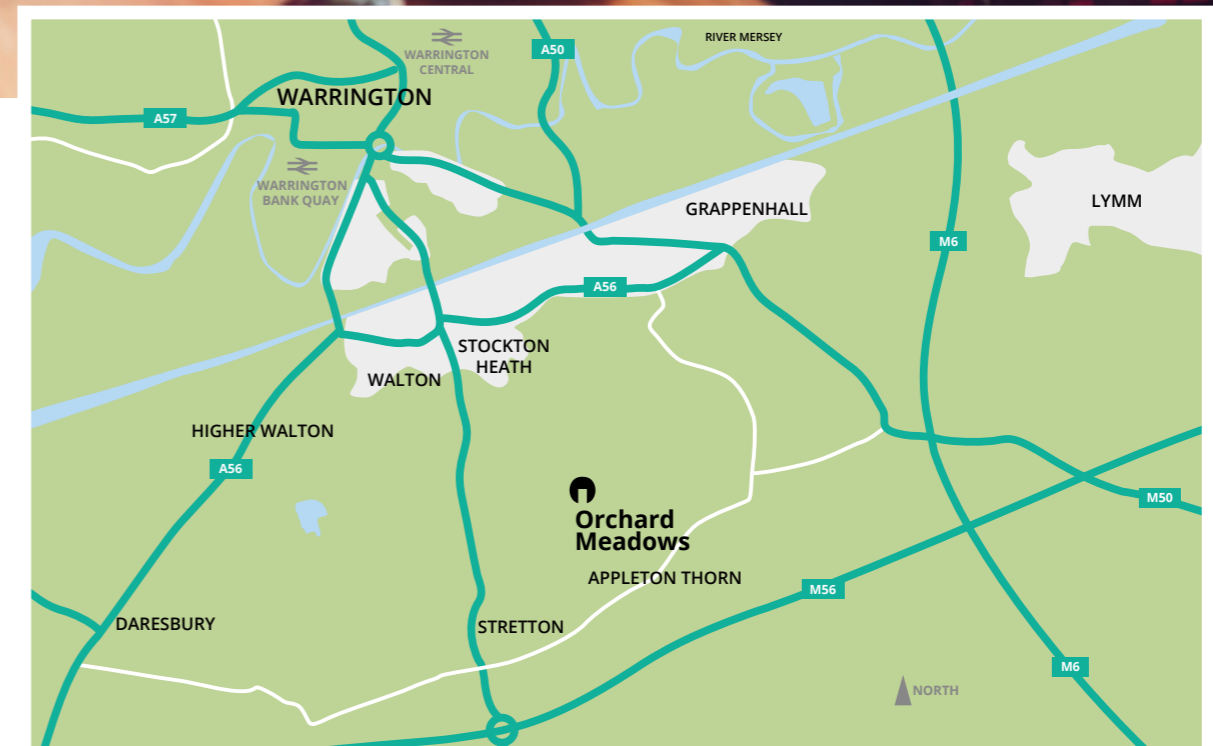 RIVER MERSEY
A50
WARRINGTON
CENTRAL
WARRINGTON
A57
WARRINGTON
BANK QUAY
GRAPPENHALL
LYMM
M6
A56
STOCKTON
HEATH
WALTON
HIGHER WALTON
A56
M50
Orchard
Meadows
APPLETON THORN
M56
DARESBURY
STRETTON
M6
NORTH